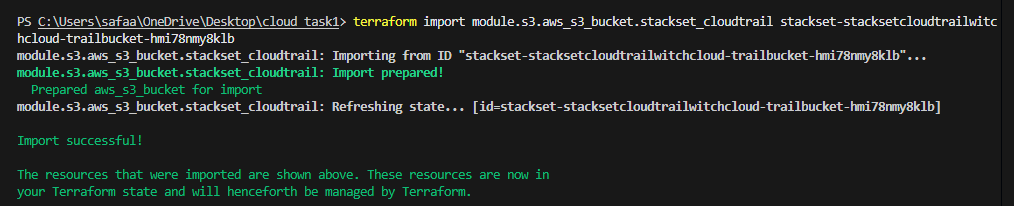 PS C:\Users\safaa\OneDrive\Desktop\cloud task1> terraform import module.s3.aws_s3_bucket.stackset_cloudtrail stackset-stacksetcloudtrailwitc
hcloud-trailbucket-hmi78nmy8klb
module.s3.aws_s3_bucket.stackset_cloudtrail: Importing from ID "stackset-stacksetcloudtrailwitchcloud-trailbucket-hmi78nmy8klb"...
module.s3.aws_s3_bucket.stackset_cloudtrail: Import prepared!
  Prepared aws_s3_bucket for import
module.s3.aws_s3_bucket.stackset_cloudtrail: Refreshing state... [id=stackset-stacksetcloudtrailwitchcloud-trailbucket-hmi78nmy8klb]
Import successful!
The resources that were imported are shown above. These resources are now in
your Terraform state and will henceforth be managed by Terraform.